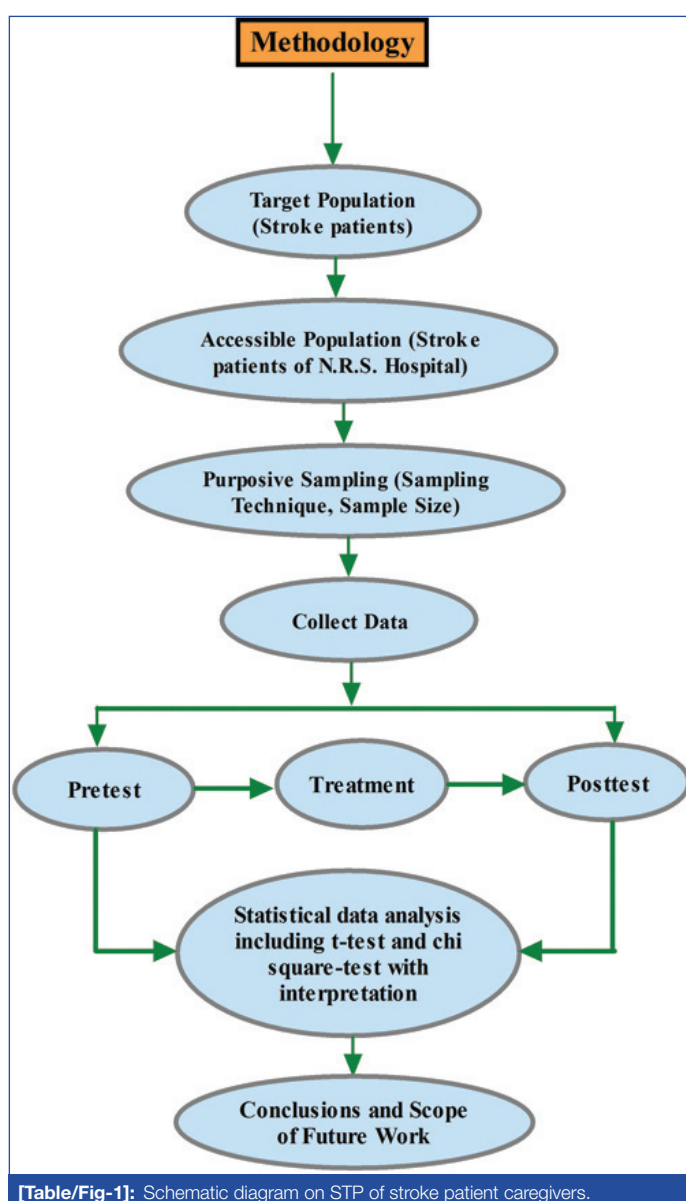 Methodology
Target Population
(Stroke patients)
Accessible Population (Stroke
patients of N.R.S. Hospital)
Purposive Sampling (Sampling
Technique, Sample Size)
Collect Data
Pretest
Treatment
Posttest
Statistical data analysis
including t-test and chi
square-test with
interpretation
Conclusions and Scope
of Future Work
[Table/Fig-1]: Schematic diagram on STP of stroke patient caregivers.